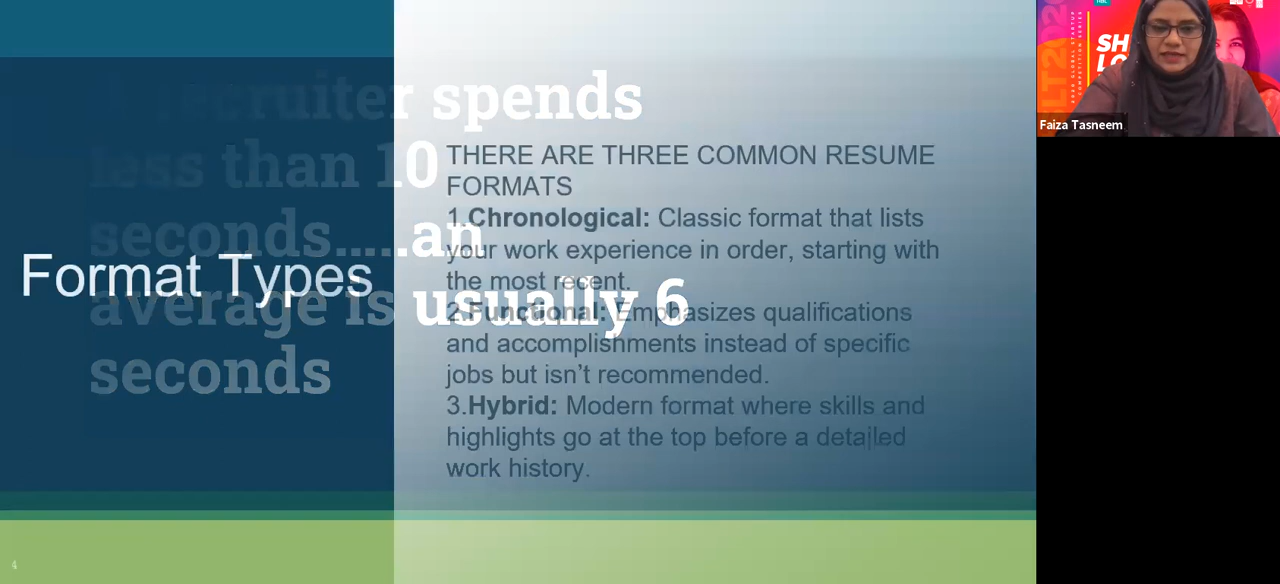 A recruiter spends
less than 10
seconds.....an
average is usually 6
seconds
Format Types
THERE ARE THREE COMMON RESUME
FORMATS
1.Chronological: Classic format that lists
your work experience in order, starting with
the most recent.
2.Functional: Emphasizes qualifications
and accomplishments instead of specific
jobs but isn't recommended.
3.Hybrid: Modern format where skills and
highlights go at the top before a detailed
work history.
4
SH
Faiza Tasneem